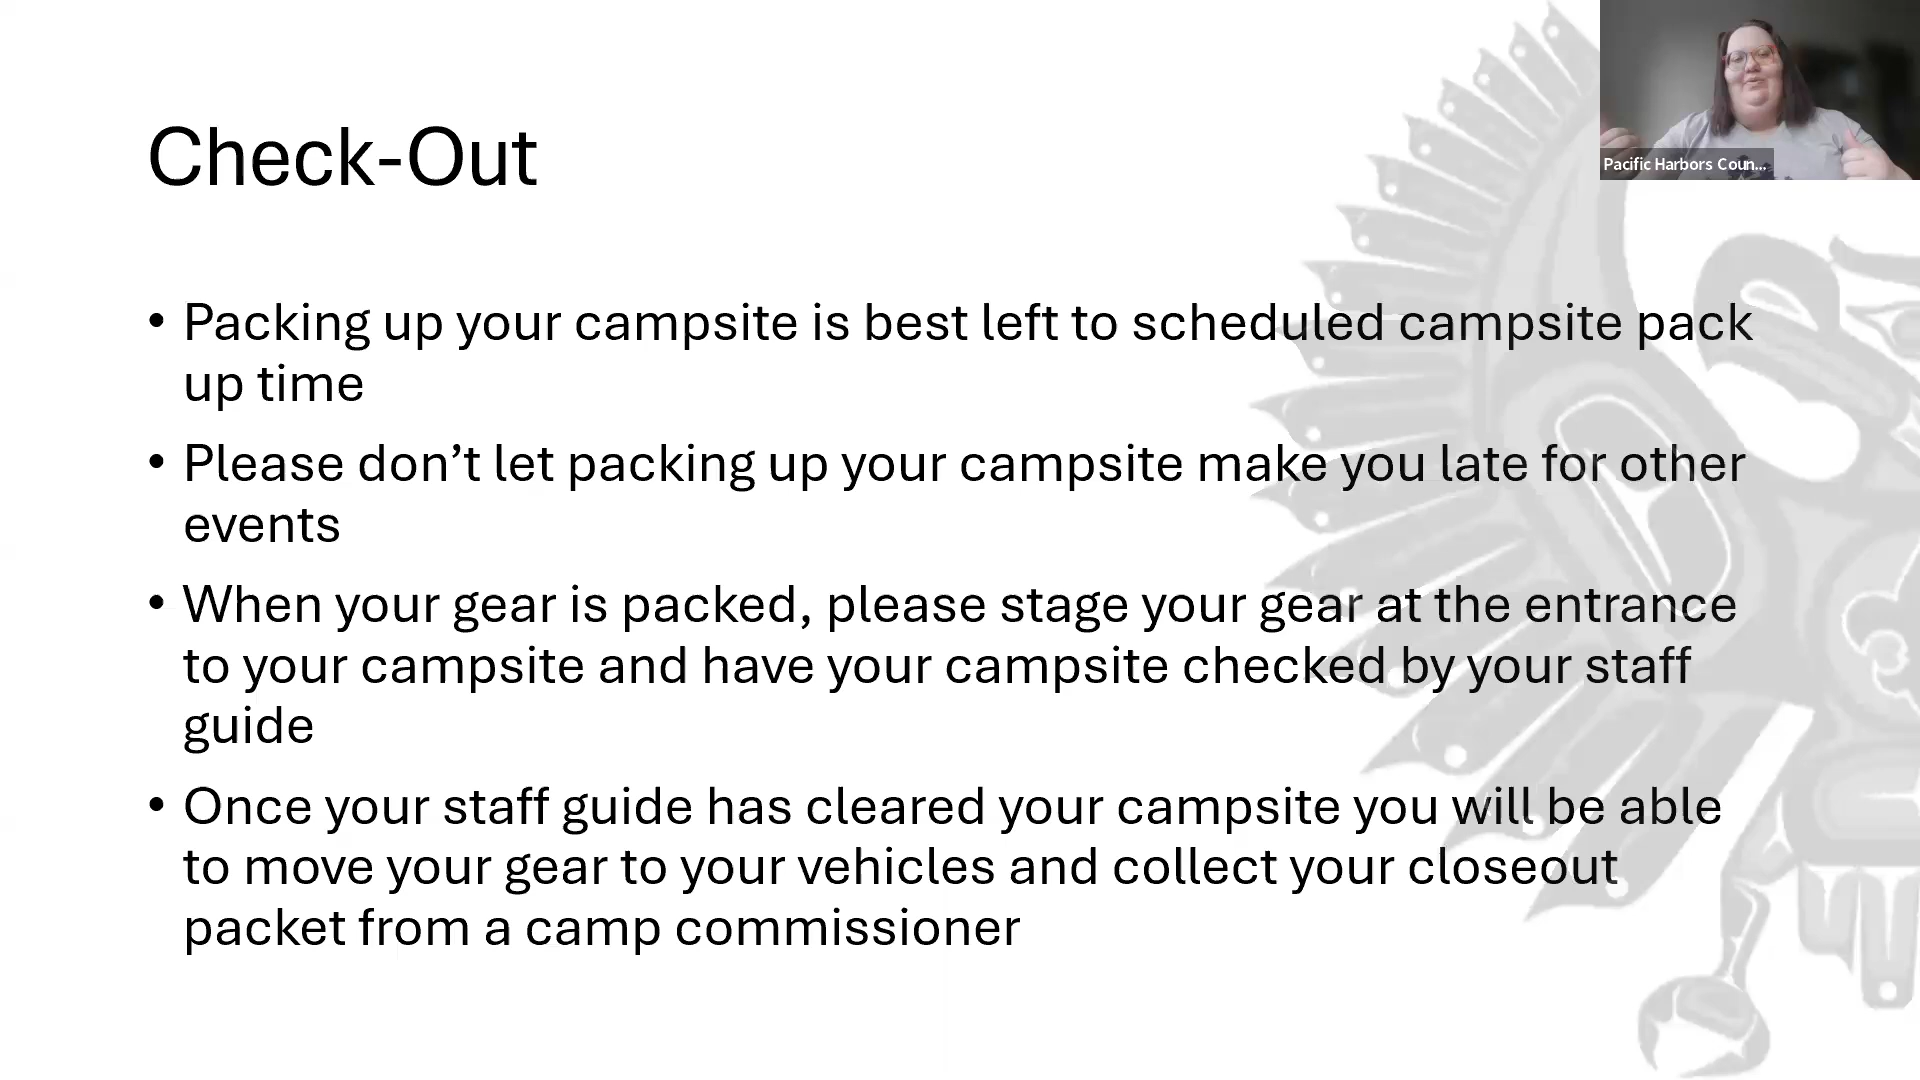 Check-Out
Pacific Harbors Coun...
• Packing up your campsite is best left to scheduled campsite pack
up time
• Please don’t let packing up your campsite make you late for other
events
• When your gear is packed, please stage your gear at the entrance
to your campsite and have your campsite checked by your staff
guide
• Once your staff guide has cleared your campsite you will be able
to move your gear to your vehicles and collect your closeout
packet from a camp commissioner